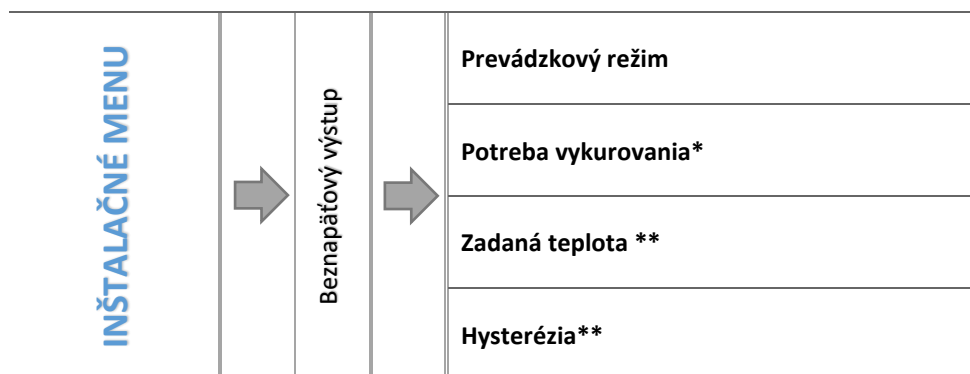 INŠTALAČNÉ MENU
Beznapäťový výstup
Prevádzkový režim
Potreba vykurovania*
Zadaná teplota **
Hysterézia**